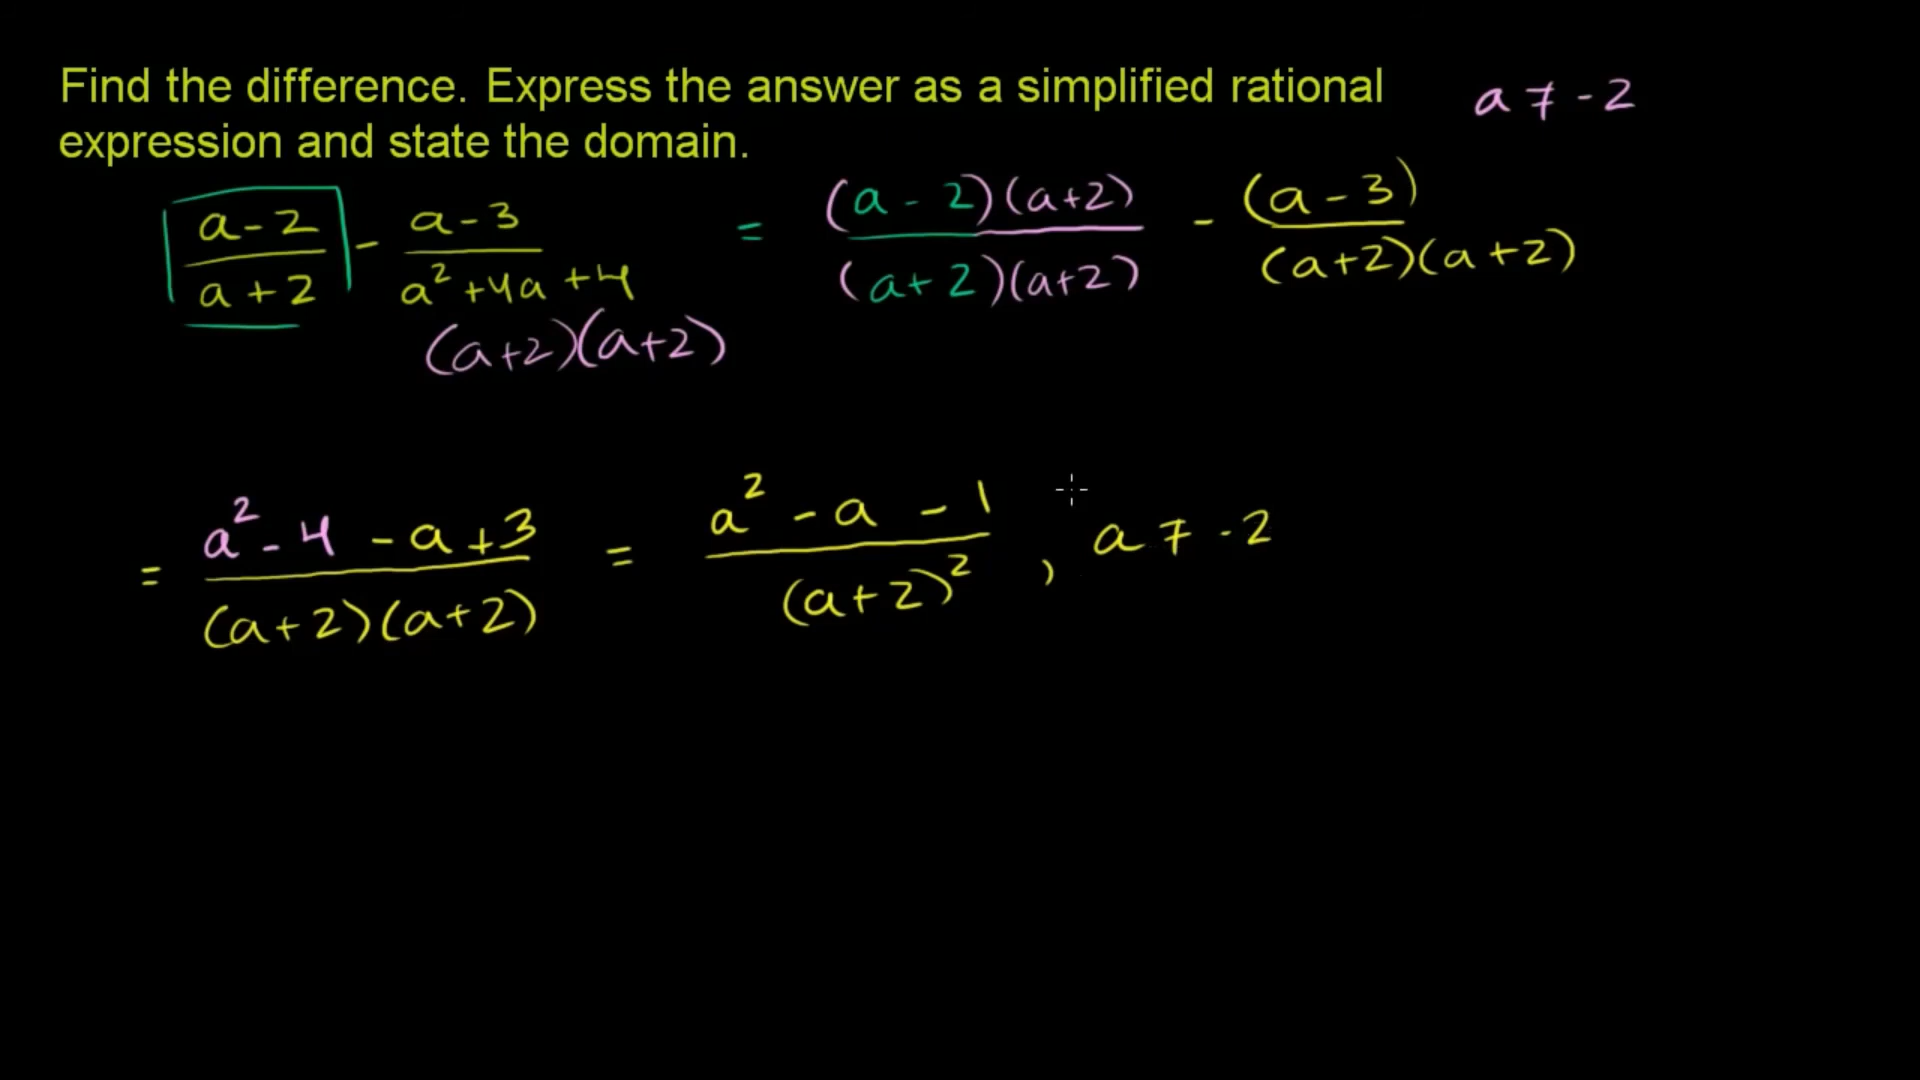 Find the difference. Express the answer as a simplified rational
a ≠ -2
expression and state the domain.
(a-2)/(a+2) - (a-3)/(a²+4a+4) = (a-2)(a+2)/(a+2)(a+2) - (a-3)/(a+2)(a+2)
(a+2)(a+2)
= (a²-4-a+3)/(a+2)(a+2) = (a²-a-1)/(a+2)², a ≠ -2